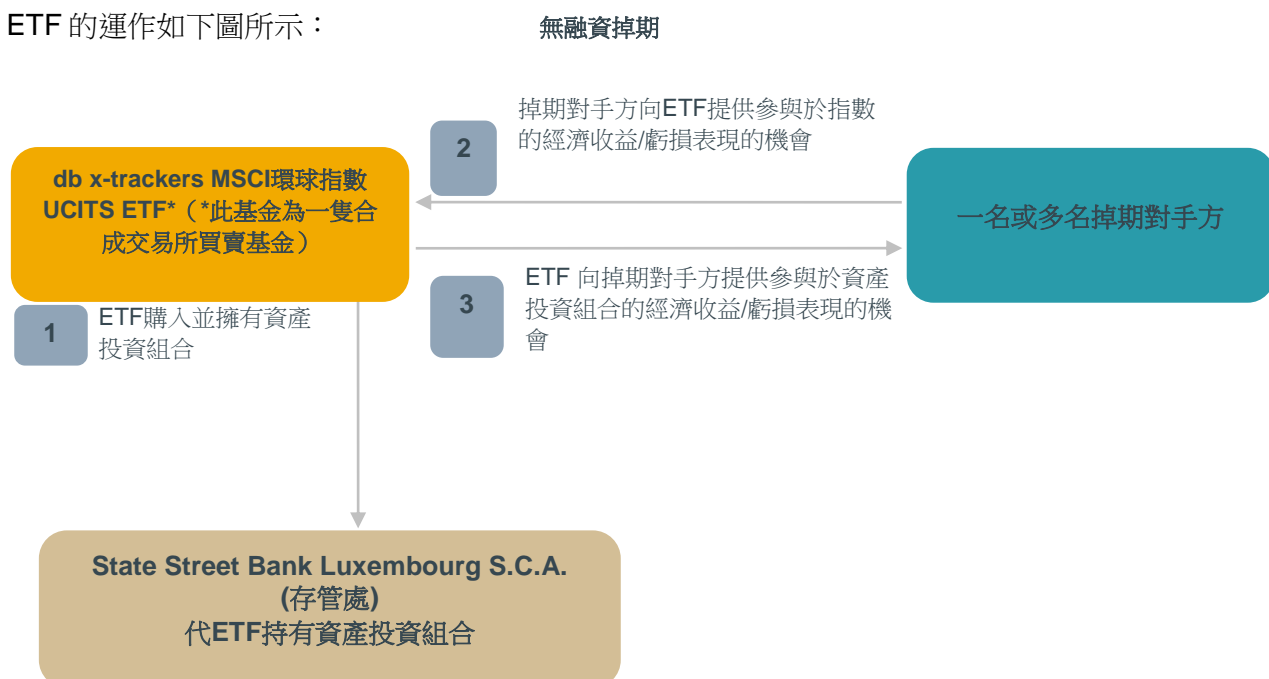 ETF 的運作如下圖所示：
無融資掉期
掉期對手方向ETF提供參與於指數
的經濟收益/虧損表現的機會
2
db x-trackers MSCI環球指數
UCITS ETF*（*此基金為一隻合
成交易所買賣基金）
一名或多名掉期對手方
ETF 向掉期對手方提供參與於資產
投資組合的經濟收益/虧損表現的機
會
3
1
ETF購入並擁有資產
投資組合
State Street Bank Luxembourg S.C.A.
(存管處)
代ETF持有資產投資組合